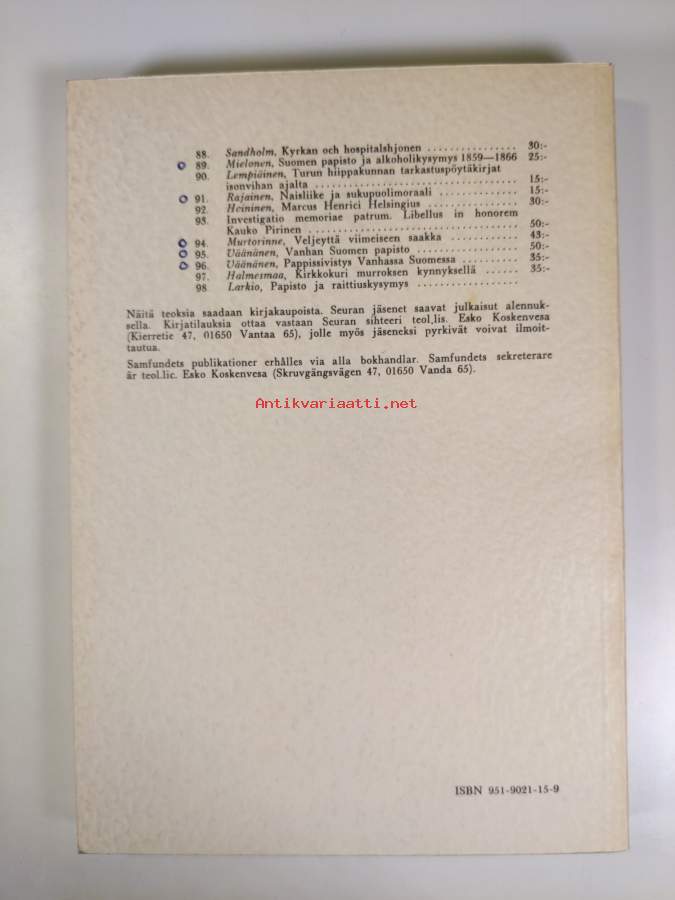 88. Sandholm, Kyrkan och hospitalshjonen ................ 30:-
89. Mielonen, Suomen papisto ja alkoholikysymys 1859—1866 25:-
90. Lempiäinen, Turun hiippakunnan tarkastuspöytäkirjat
isonvihan ajalta .................................... 15:-
91. Rajainen, Naisliike ja sukupuolimoraali .............. 15:-
92. Heininen, Marcus Henrici Helsingius ................. 30:-
93. Investigatio memoriae patrum. Libellus in honorem
Kauko Pirinen ...................................... 50:-
94. Murtorinne, Veljeyttä viimeiseen saakka ............ 43:-
95. Väänänen, Vanhan Suomen papisto .................. 50:-
96. Väänänen, Pappissivistys Vanhassa Suomessa .......... 35:-
97. Halmesmaa, Kirkkokuri murroksen kynnyksellä ...... 35:-
98 Larkio, Papisto ja raittiuskysymys ..................
Näitä teoksia saadaan kirjakaupoista. Seuran jäsenet saavat julkaisut alennuk-
sella. Kirjatilauksia ottaa vastaan Seuran sihteeri teol.lis. Esko Koskenvesa
(Kierretie 47, 01650 Vantaa 65), jolle myös jäseneksi pyrkivät voivat ilmoit-
tautua.
Samfundets publikationer erhålles via alla bokhandlar. Samfundets sekreterare
är teol.lic. Esko Koskenvesa (Skruvgängsvägen 47, 01650 Vanda 65).
Antikvariaatti.net
ISBN 951-9021-15-9